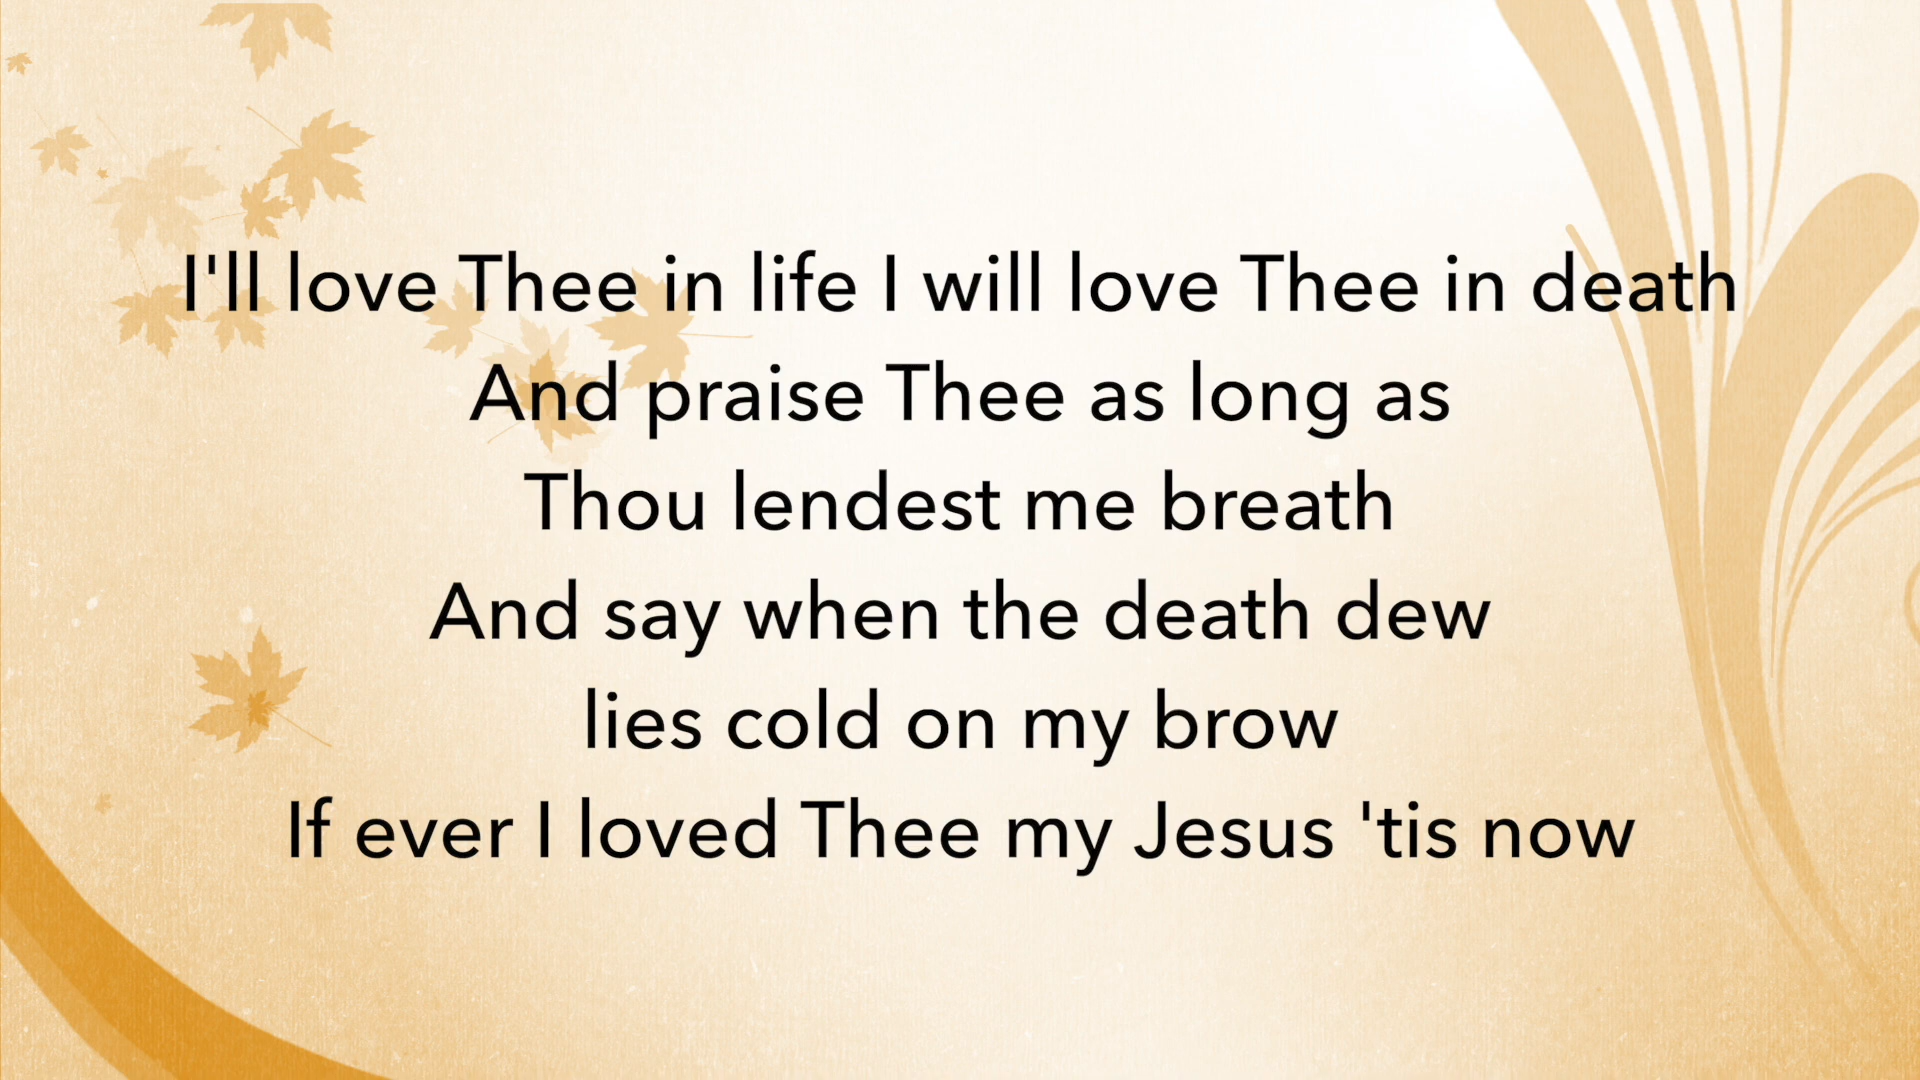 I'll love Thee in life I will love Thee in death
And praise Thee as long as
Thou lendest me breath
And say when the death dew
lies cold on my brow
If ever I loved Thee my Jesus 'tis now